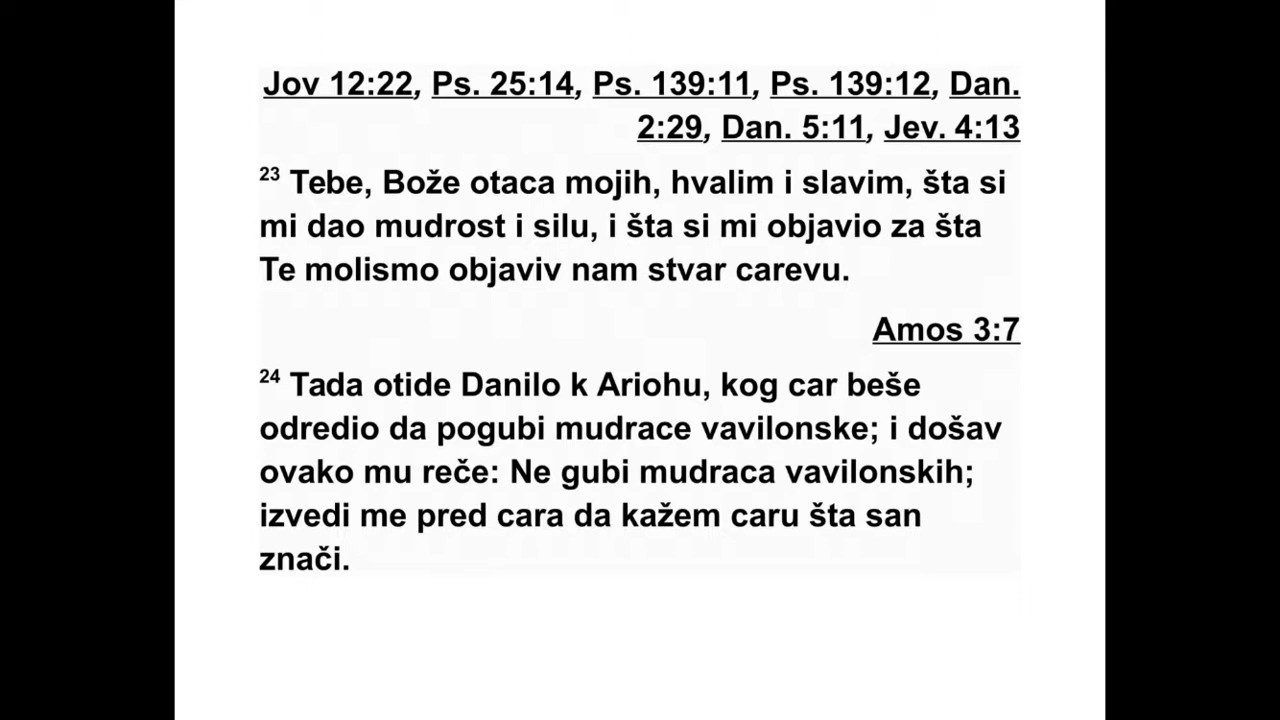 Jov 12:22, Ps. 25:14, Ps. 139:11, Ps. 139:12, Dan.
2:29, Dan. 5:11, Jev. 4:13
23 Tebe, Bože otaca mojih, hvalim i slavim, šta si
mi dao mudrost i silu, i šta si mi objavio za šta
Te molismo objaviv nam stvar carevu.
Amos 3:7
24 Tada otide Danilo k Ariohu, kog car beše
odredio da pogubi mudrace vavilonske; i došav
ovako mu reče: Ne gubi mudraca vavilonskih;
izvedi me pred cara da kažem caru šta san
znači.